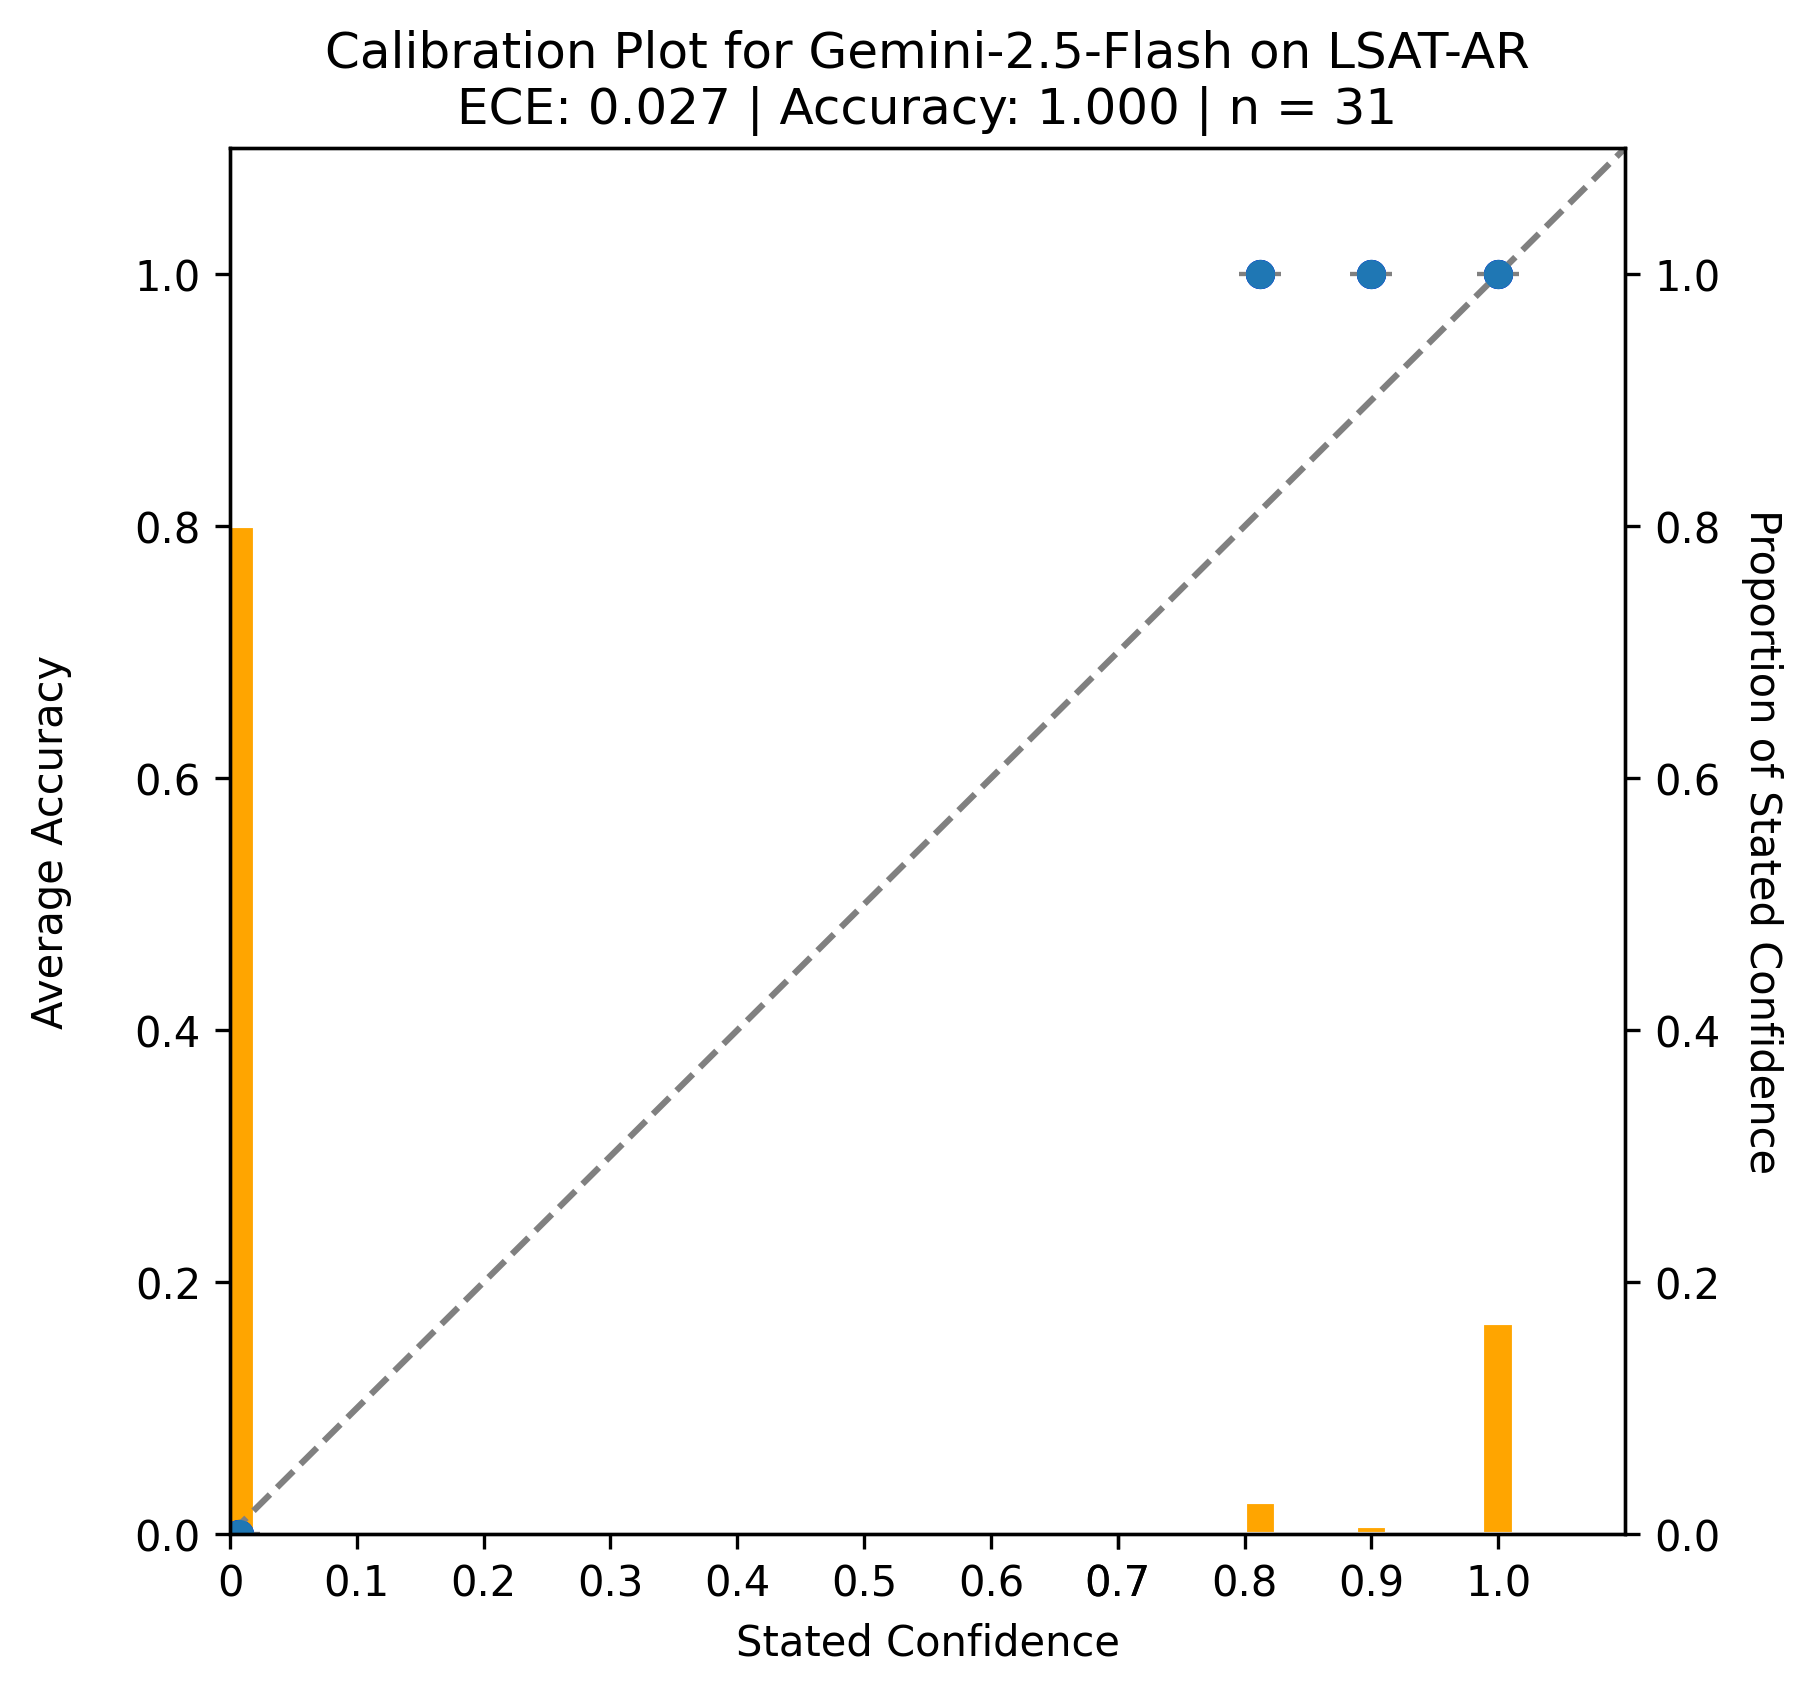 Calibration Plot for Gemini-2.5-Flash on LSAT-AR
ECE: 0.027 | Accuracy: 1.000 | n = 31
Average Accuracy
1.0
0.8
0.6
0.4
0.2
0.0
1.0
0.8
0.6
0.4
0.2
0.0
Proportion of Stated Confidence
0 0.1 0.2 0.3 0.4 0.5 0.6 0.7 0.8 0.9 1.0
Stated Confidence